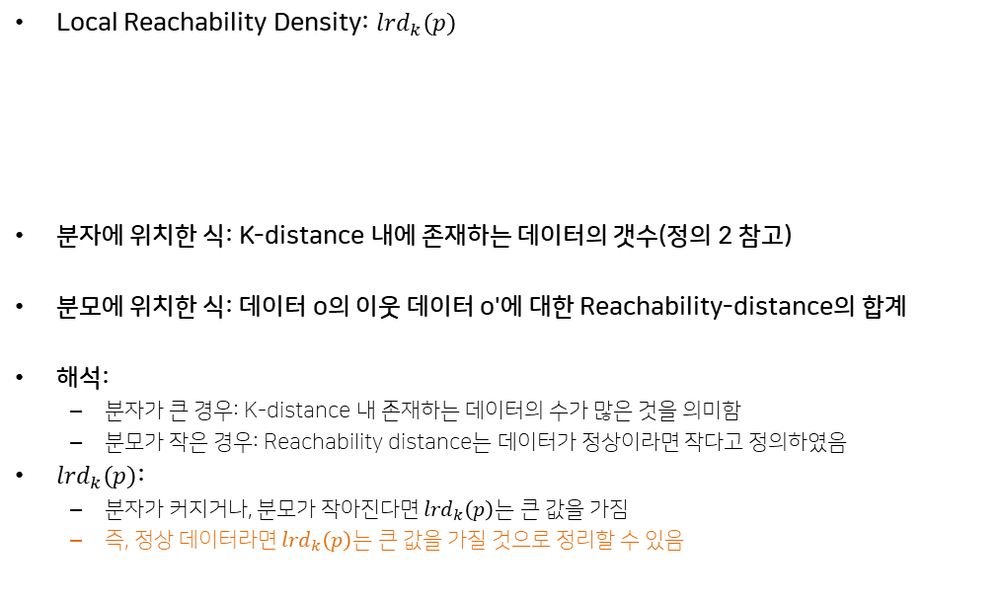 • Local Reachability Density: lrdₖ(p)
• 분자에 위치한 식: K-distance 내에 존재하는 데이터의 갯수(정의 2 참고)
• 분모에 위치한 식: 데이터 o의 이웃 데이터 o'에 대한 Reachability-distance의 합계
• 해석:
– 분자가 큰 경우: K-distance 내 존재하는 데이터의 수가 많은 것을 의미함
– 분모가 작은 경우: Reachability distance는 데이터가 정상이라면 작다고 정의하였음
• lrdₖ(p):
– 분자가 커지거나, 분모가 작아진다면 lrdₖ(p)는 큰 값을 가짐
– 즉, 정상 데이터라면 lrdₖ(p)는 큰 값을 가질 것으로 정리할 수 있음